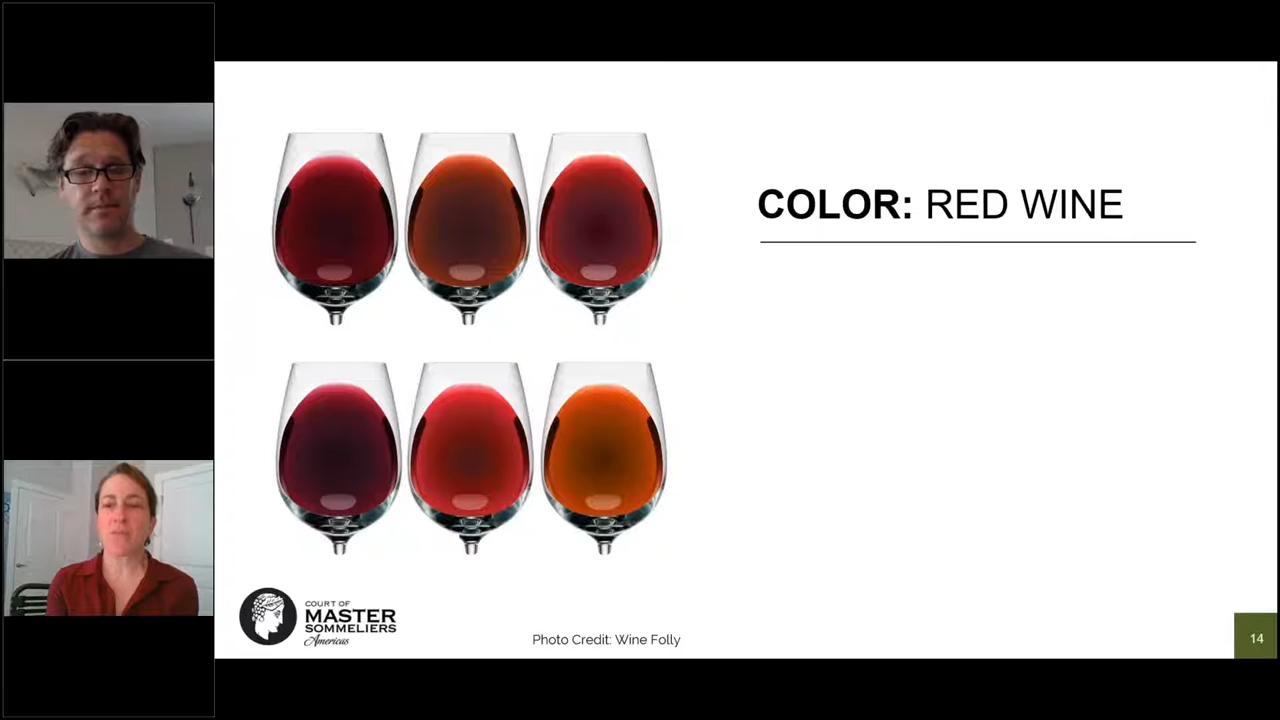 COLOR: RED WINE
COURT OF
MASTER
SOMMELIERS
Americas
Photo Credit: Wine Folly
14